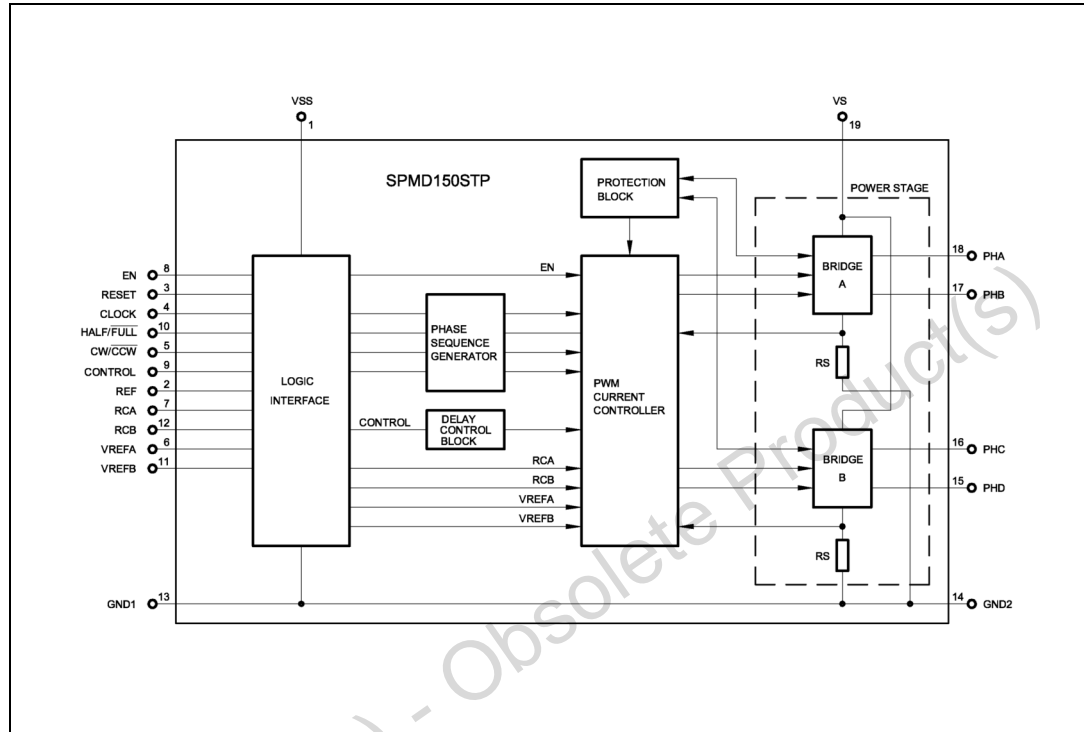 VSS
1
VS
19
SPMD150STP
PROTECTION
BLOCK
POWER STAGE
EN 8
RESET 3
CLOCK 4
HALF/FULL 10
CW/CCW 5
CONTROL 9
REF 2
RCA 7
RCB 12
VREFA 6
VREFB 11
LOGIC
INTERFACE
EN
PHASE
SEQUENCE
GENERATOR
CONTROL
DELAY
CONTROL
BLOCK
RCA
RCB
VREFA
VREFB
PWM
CURRENT
CONTROLLER
BRIDGE
A
RS
BRIDGE
B
RS
18 PHA
17 PHB
16 PHC
15 PHD
GND1 13
14 GND2
) - Obsolete Product(s)